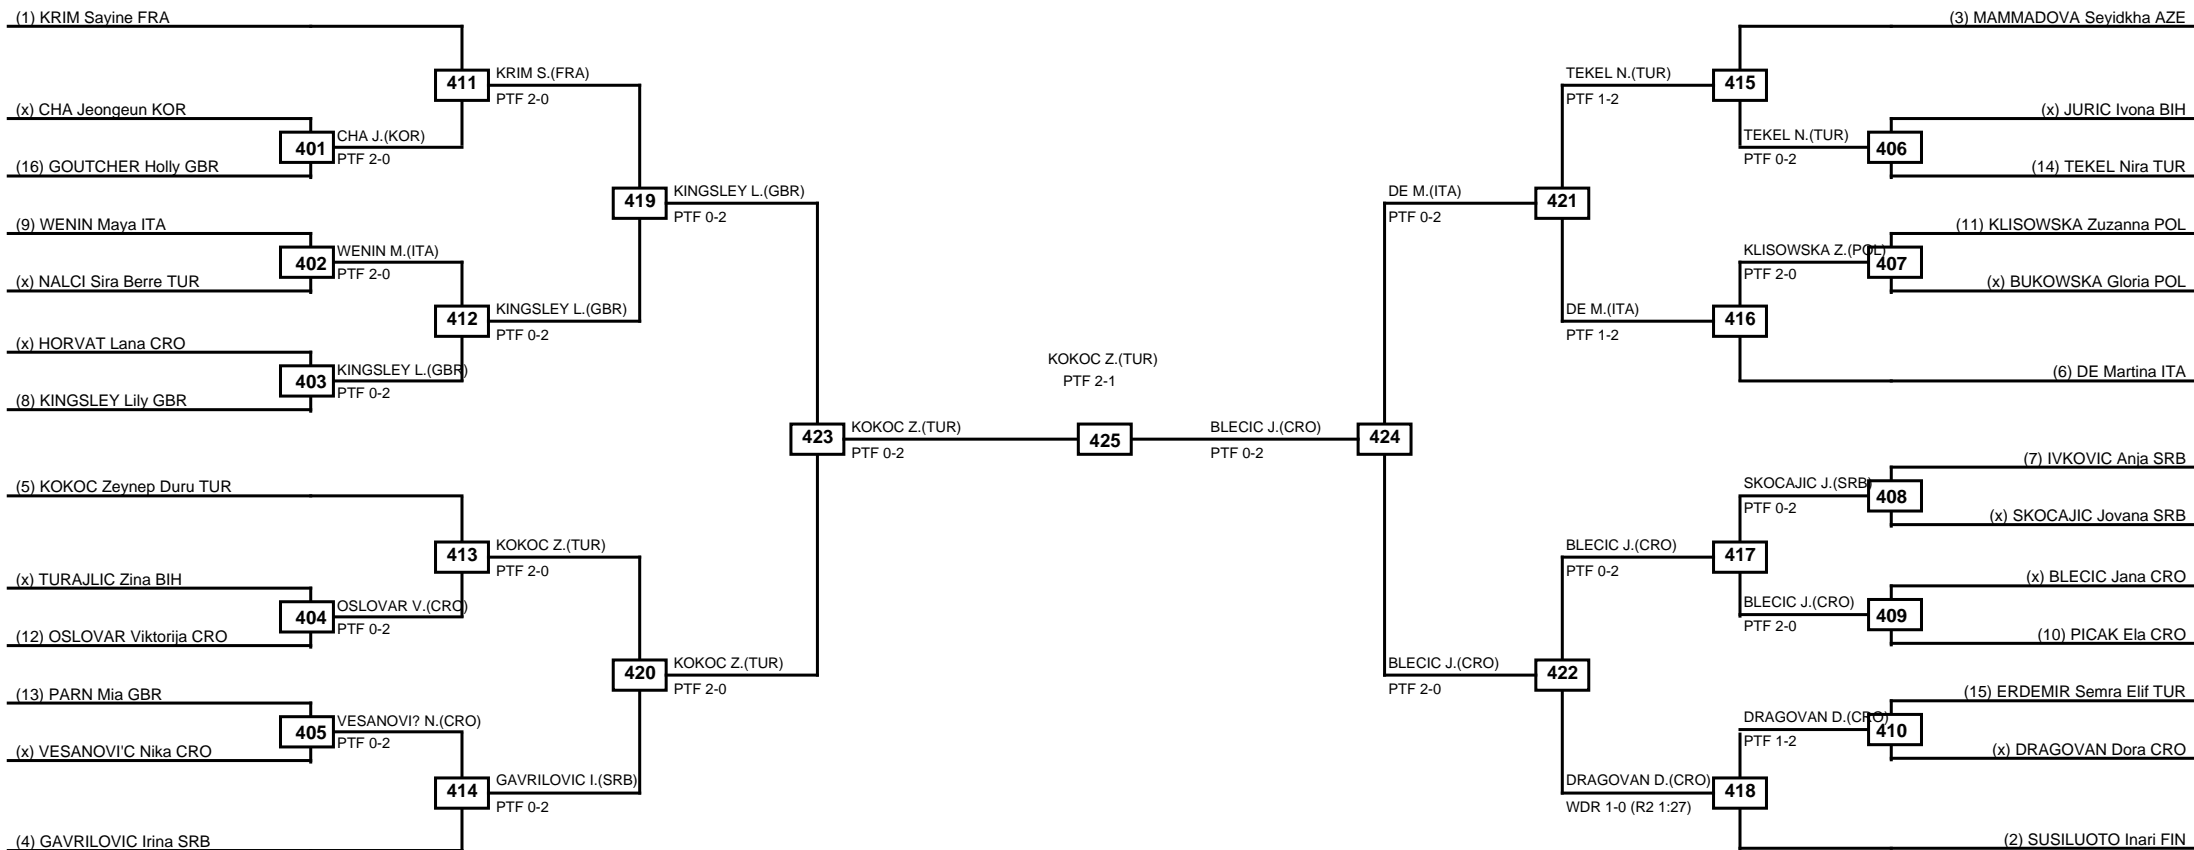 (1) KRIM Sayine FRA
(x) CHA Jeongeun KOR
(16) GOUTCHER Holly GBR
(9) WENIN Maya ITA
(x) NALCI Sira Berre TUR
(x) HORVAT Lana CRO
(8) KINGSLEY Lily GBR
(5) KOKOC Zeynep Duru TUR
(x) TURAJLIC Zina BIH
(12) OSLOVAR Viktorija CRO
(13) PARN Mia GBR
(x) VESANOVI'C Nika CRO
(4) GAVRILOVIC Irina SRB
401
CHA J.(KOR)
PTF 2-0
402
WENIN M.(ITA)
PTF 2-0
403
KINGSLEY L.(GBR)
PTF 0-2
404
OSLOVAR V.(CRO)
PTF 0-2
405
VESANOVI? N.(CRO)
PTF 0-2
411
KRIM S.(FRA)
PTF 2-0
412
KINGSLEY L.(GBR)
PTF 0-2
413
KOKOC Z.(TUR)
PTF 2-0
414
GAVRILOVIC I.(SRB)
PTF 0-2
419
KINGSLEY L.(GBR)
PTF 0-2
420
KOKOC Z.(TUR)
PTF 2-0
423
KOKOC Z.(TUR)
PTF 0-2
KOKOC Z.(TUR)
PTF 2-1
425
BLECIC J.(CRO)
PTF 0-2
424
DE M.(ITA)
PTF 0-2
421
BLECIC J.(CRO)
PTF 2-0
422
TEKEL N.(TUR)
PTF 1-2
415
DE M.(ITA)
PTF 1-2
416
BLECIC J.(CRO)
PTF 0-2
417
DRAGOVAN D.(CRO)
WDR 1-0 (R2 1:27)
418
TEKEL N.(TUR)
PTF 0-2
406
KLISOWSKA Z.(POL)
PTF 2-0
407
SKOCAJIC J.(SRB)
PTF 0-2
408
BLECIC J.(CRO)
PTF 2-0
409
DRAGOVAN D.(CRO)
PTF 1-2
410
(3) MAMMADOVA Seyidkha AZE
(x) JURIC Ivona BIH
(14) TEKEL Nira TUR
(11) KLISOWSKA Zuzanna POL
(x) BUKOWSKA Gloria POL
(6) DE Martina ITA
(7) IVKOVIC Anja SRB
(x) SKOCAJIC Jovana SRB
(x) BLECIC Jana CRO
(10) PICAK Ela CRO
(15) ERDEMIR Semra Elif TUR
(x) DRAGOVAN Dora CRO
(2) SUSILUOTO Inari FIN